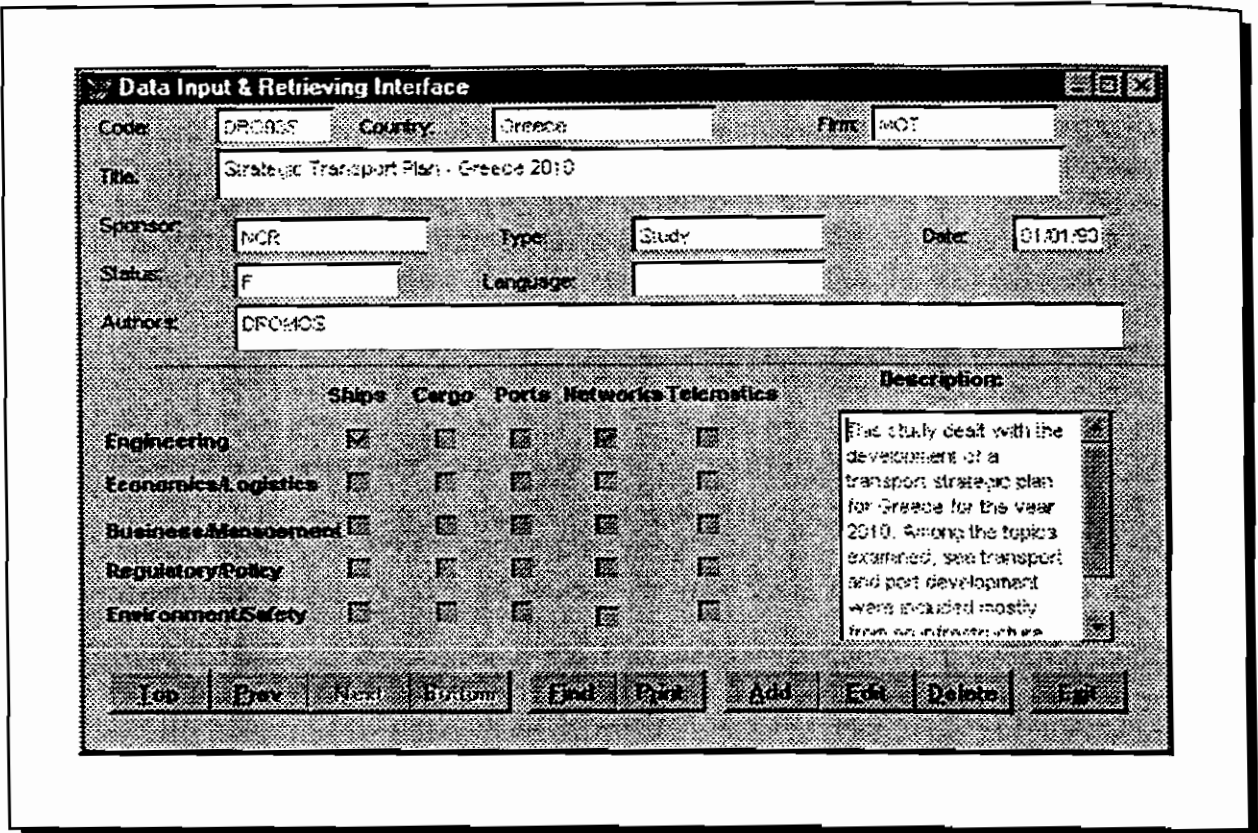 Data Input & Retrieving Interface
Code: Country: Greece Firm: MOT
Title: Strategic Transport Plan - Greece 2010
Sponsor: NCR Type: Study Date:
Status: F Language:
Authors: DROMOS
Ships Cargo Ports Networks Telematics Description:
Engineering
Economics/Logistics
Business/Management
Regulatory/Policy
Environment/Safety
This study dealt with the
development of a
transport strategic plan
for Greece for the year
2010. Among the topics
examined, sea transport
and port development
were included mostly
from an infrastructure
Top Prev Next Bottom Find Print Add Edit Delete Exit